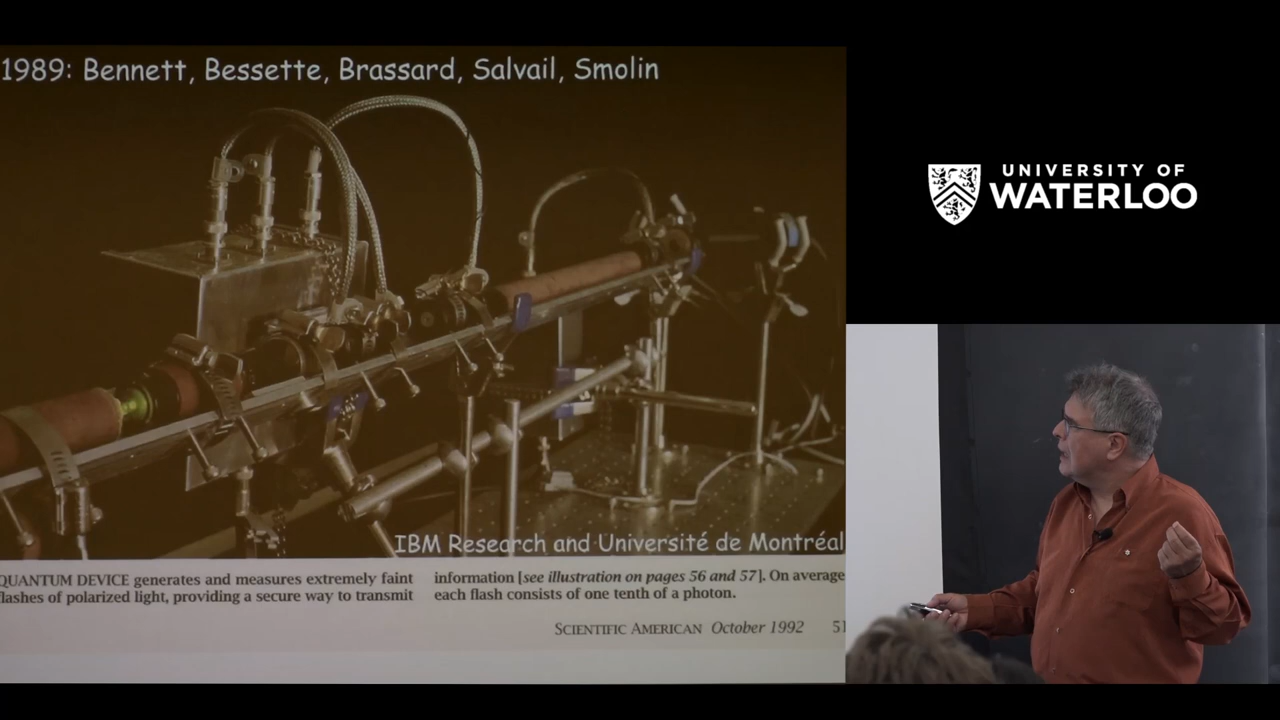 1989: Bennett, Bessette, Brassard, Salvail, Smolin
IBM Research and Université de Montréal
QUANTUM DEVICE generates and measures extremely faint
flashes of polarized light, providing a secure way to transmit
information [see illustration on pages 56 and 57]. On average
each flash consists of one tenth of a photon.
SCIENTIFIC AMERICAN October 1992 51
UNIVERSITY OF
WATERLOO